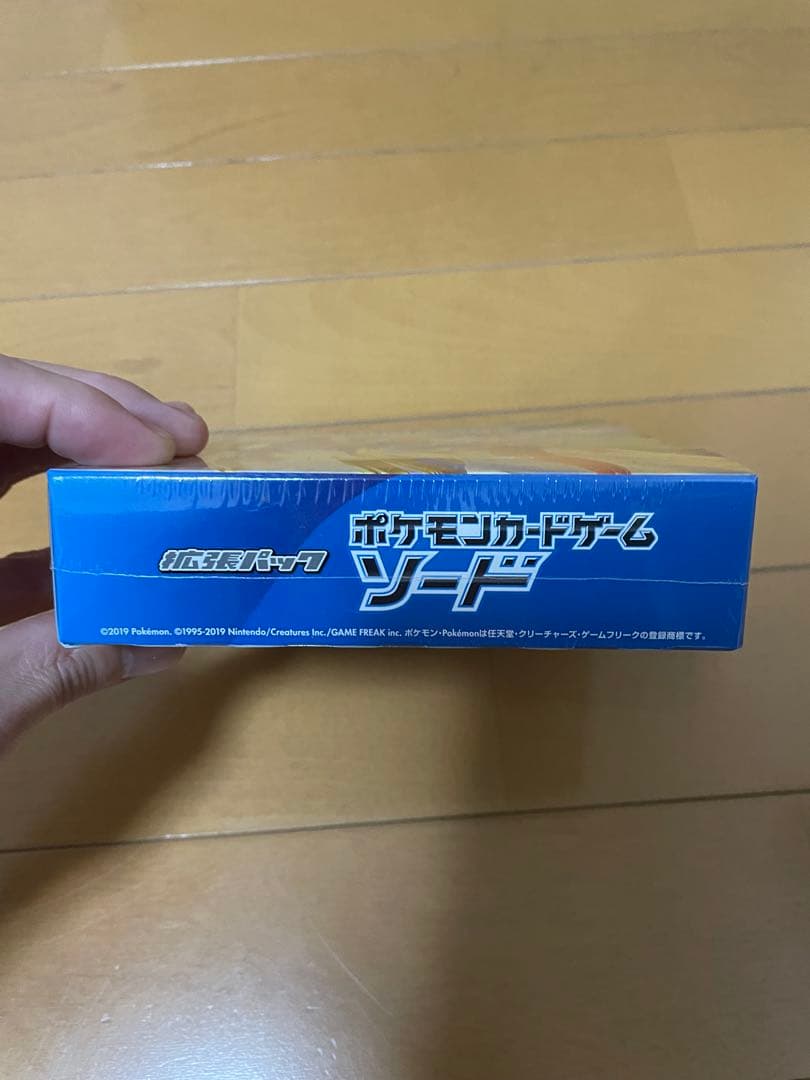 拡張パック
ポケモンカードゲーム
ソード
©2019 Pokémon. ©1995-2019 Nintendo/Creatures Inc./GAME FREAK inc. ポケモン・Pokémonは任天堂・クリーチャーズ・ゲームフリークの登録商標です。